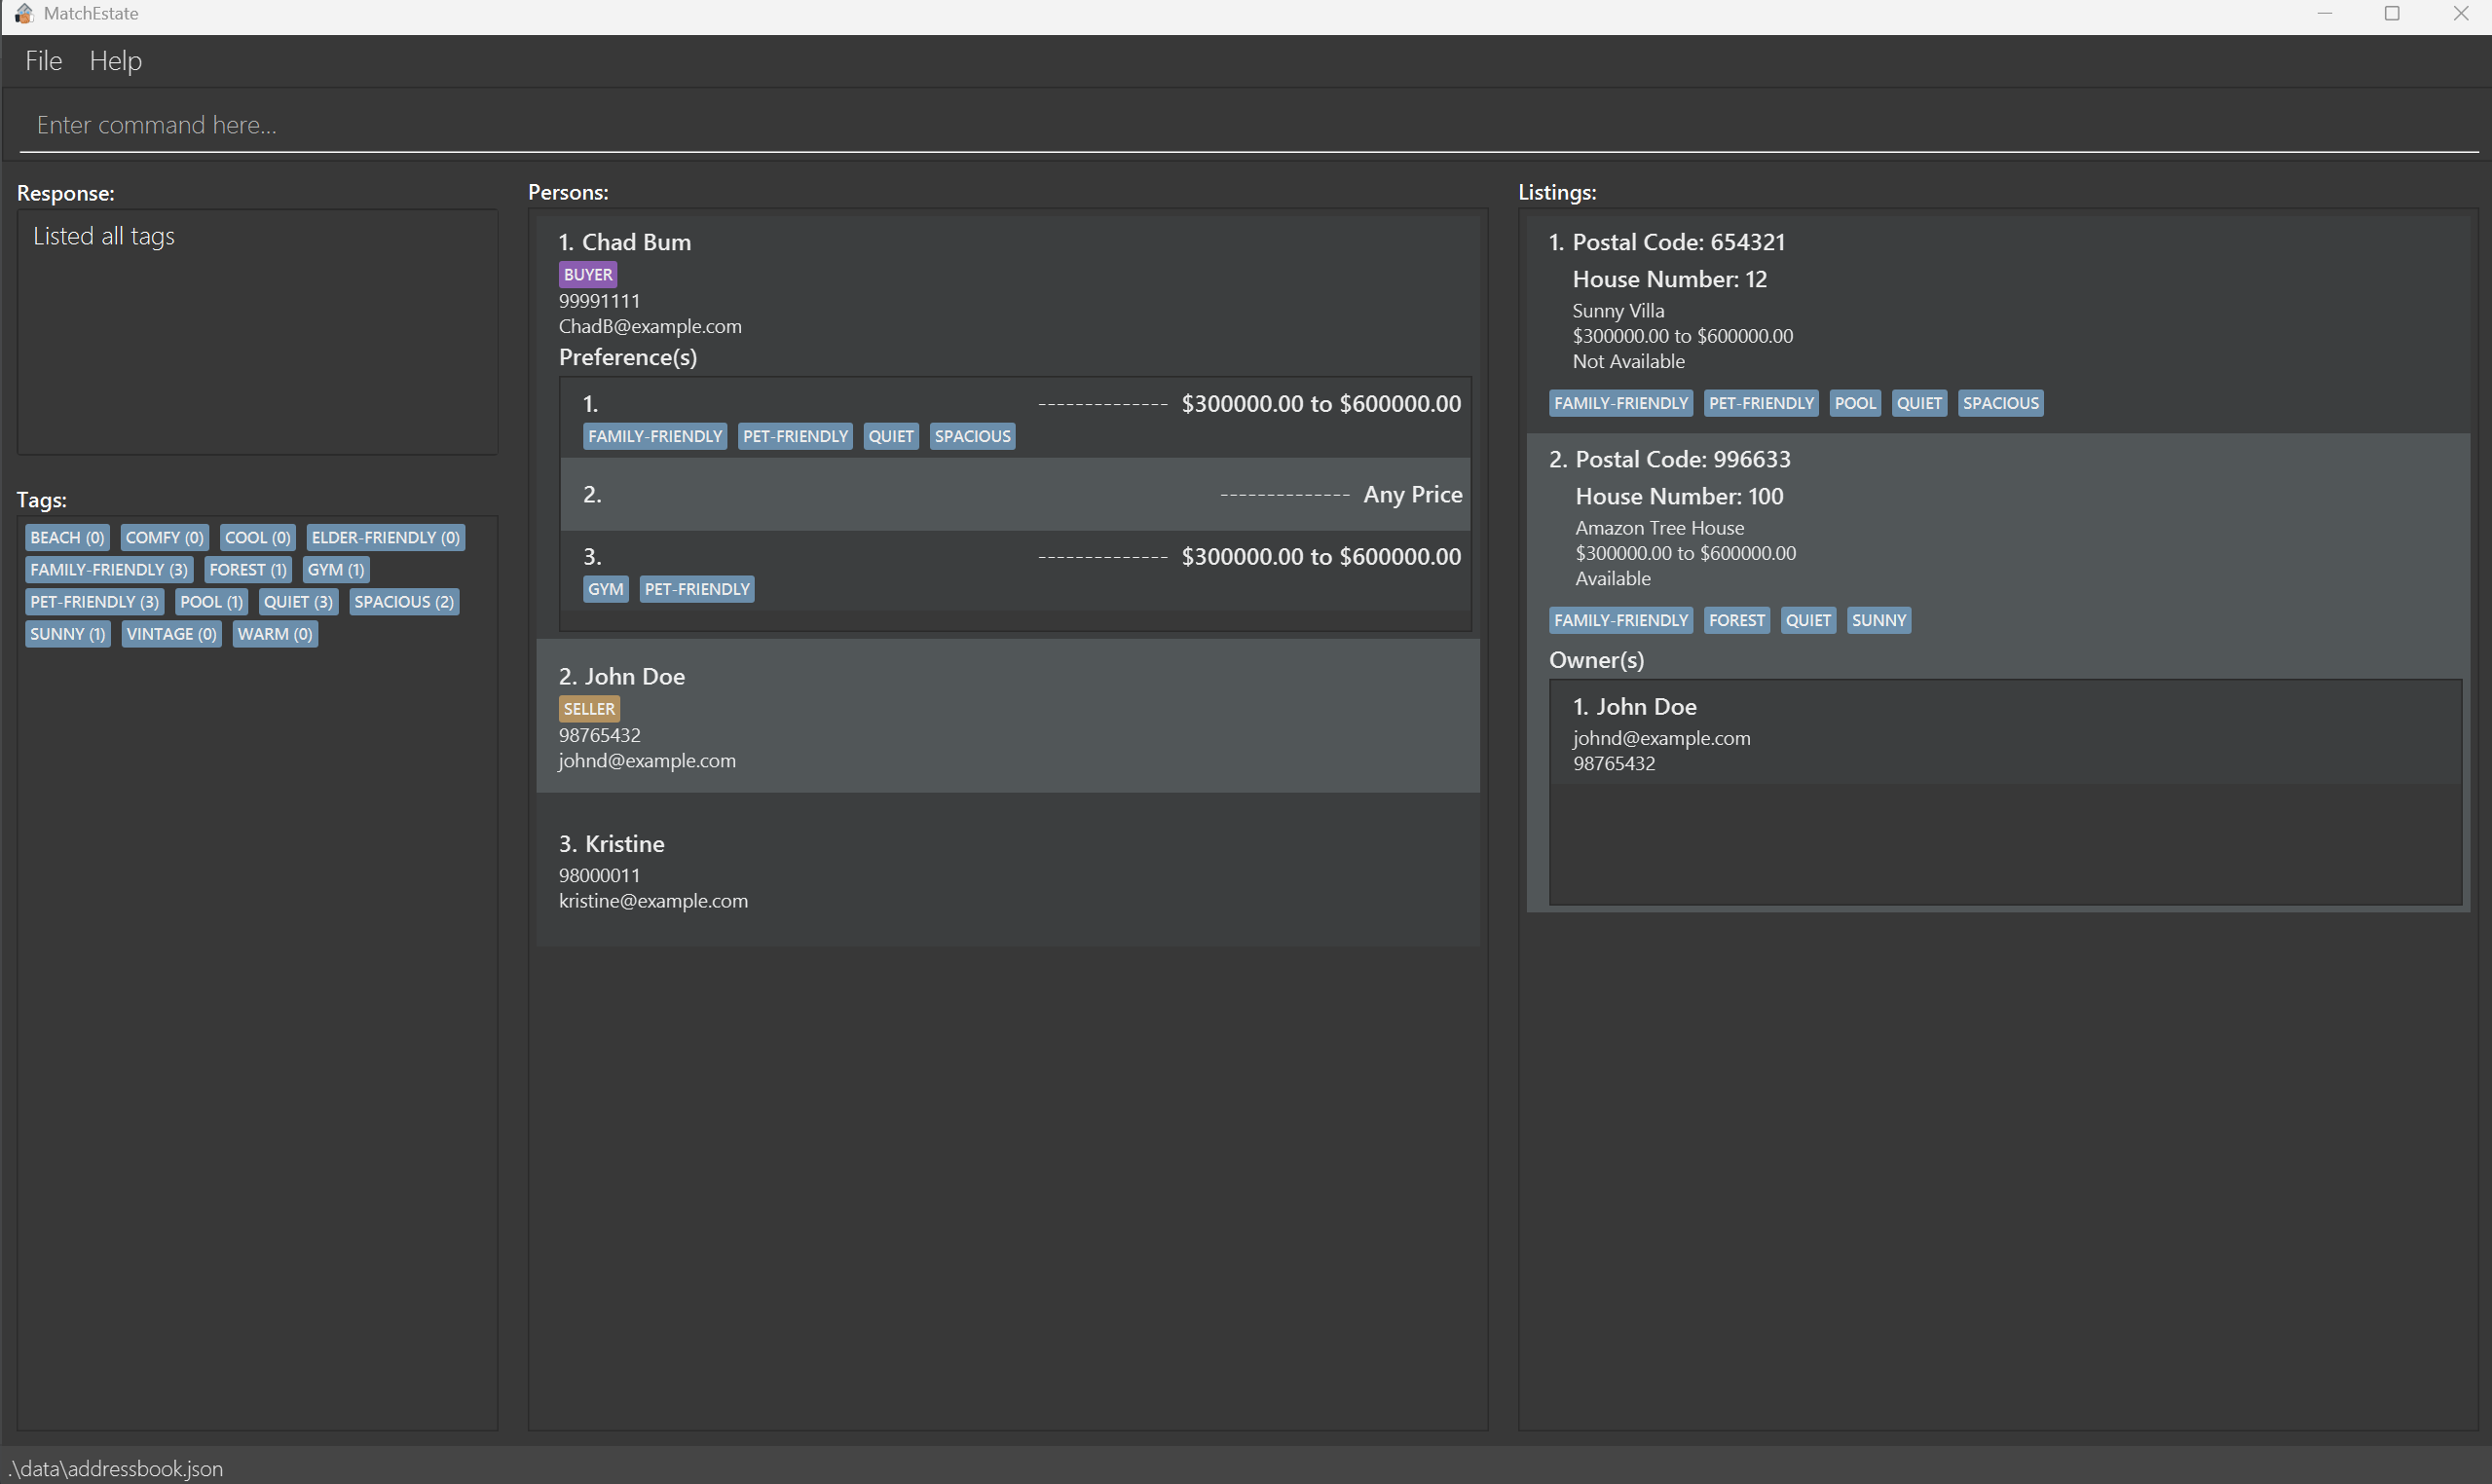 MatchEstate
File Help
Enter command here...
Response:
Listed all tags
Tags:
BEACH (0) COMFY (0) COOL (0) ELDER-FRIENDLY (0)
FAMILY-FRIENDLY (3) FOREST (1) GYM (1)
PET-FRIENDLY (3) POOL (1) QUIET (3) SPACIOUS (2)
SUNNY (1) VINTAGE (0) WARM (0)
Persons:
1. Chad Bum
BUYER
99991111
ChadB@example.com
Preference(s)
1. -------------- $300000.00 to $600000.00
FAMILY-FRIENDLY PET-FRIENDLY QUIET SPACIOUS
2. -------------- Any Price
3. -------------- $300000.00 to $600000.00
GYM PET-FRIENDLY
2. John Doe
SELLER
98765432
johnd@example.com
3. Kristine
98000011
kristine@example.com
Listings:
1. Postal Code: 654321
House Number: 12
Sunny Villa
$300000.00 to $600000.00
Not Available
FAMILY-FRIENDLY PET-FRIENDLY POOL QUIET SPACIOUS
2. Postal Code: 996633
House Number: 100
Amazon Tree House
$300000.00 to $600000.00
Available
FAMILY-FRIENDLY FOREST QUIET SUNNY
Owner(s)
1. John Doe
johnd@example.com
98765432
.\data\addressbook.json